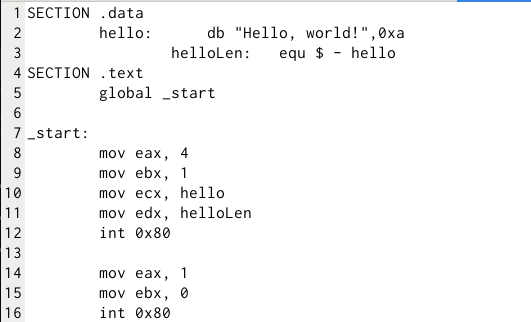 1 SECTION .data
2         hello:      db "Hello, world!",0xa
3                 helloLen:   equ $ - hello
4 SECTION .text
5         global _start
6
7 _start:
8         mov eax, 4
9         mov ebx, 1
10         mov ecx, hello
11         mov edx, helloLen
12         int 0x80
13
14         mov eax, 1
15         mov ebx, 0
16         int 0x80